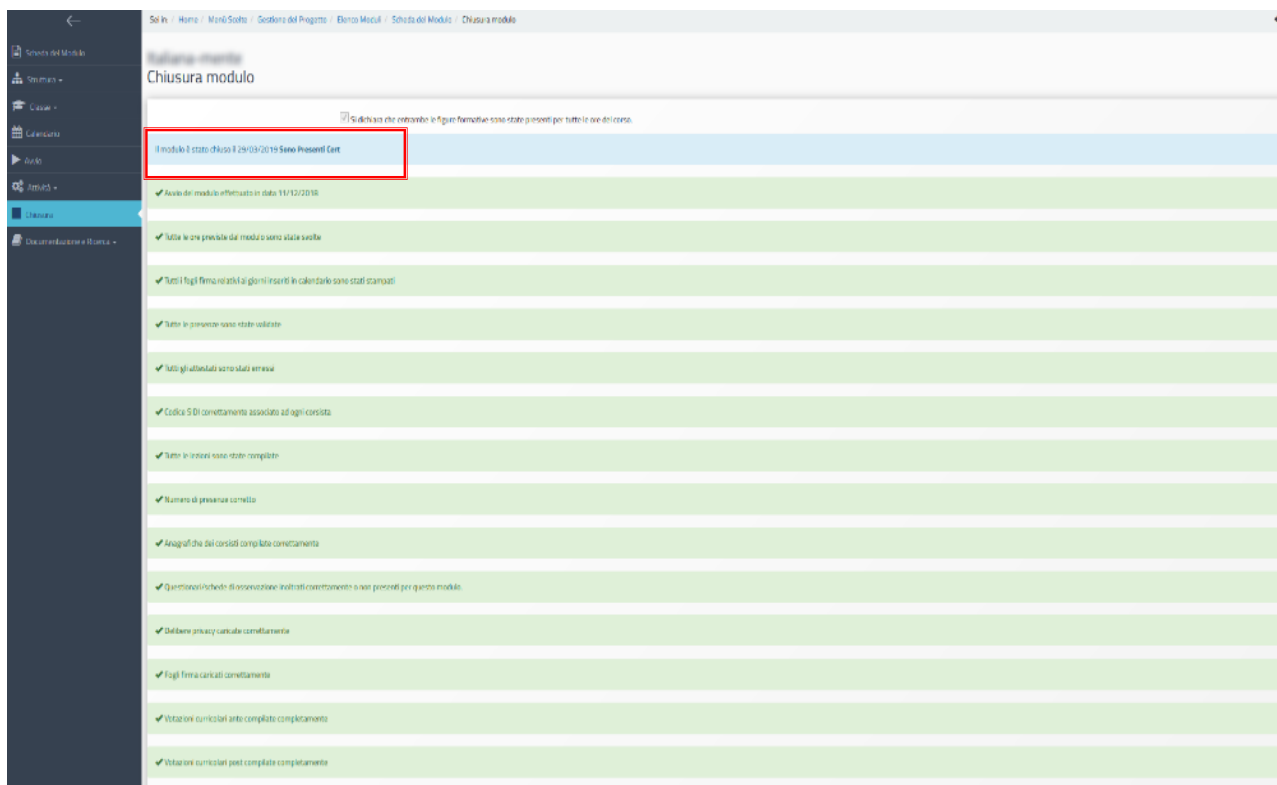 Sei in: / Home / Menù Scelte / Gestione del Progetto / Elenco Moduli / Scheda del Modulo / Chiusura modulo
Scheda del Modulo
Italiana-mente
Chiusura modulo
Struttura
Classe
Si dichiara che entrambe le figure formative sono state presenti per tutte le ore del corso.
Calendario
Il modulo è stato chiuso il 29/03/2019 Sono Presenti Cert
Avvio
Attività
Avvio del modulo effettuato in data 11/12/2018
Chiusura
Documentazione e Ricerca
Tutte le ore previste dal modulo sono state svolte
Tutti i fogli firma relativi ai giorni inseriti in calendario sono stati stampati
Tutte le presenze sono state validate
Tutti gli attestati sono stati emessi
Codice SIDI correttamente associato ad ogni corsista
Tutte le lezioni sono state compilate
Numero di presenze corretto
Anagrafiche dei corsisti compilate correttamente
Questionari/schede di osservazione inoltrati correttamente o non presenti per questo modulo.
Delibere privacy caricate correttamente
Fogli firma caricati correttamente
Votazioni curricolari ante compilate completamente
Votazioni curricolari post compilate completamente